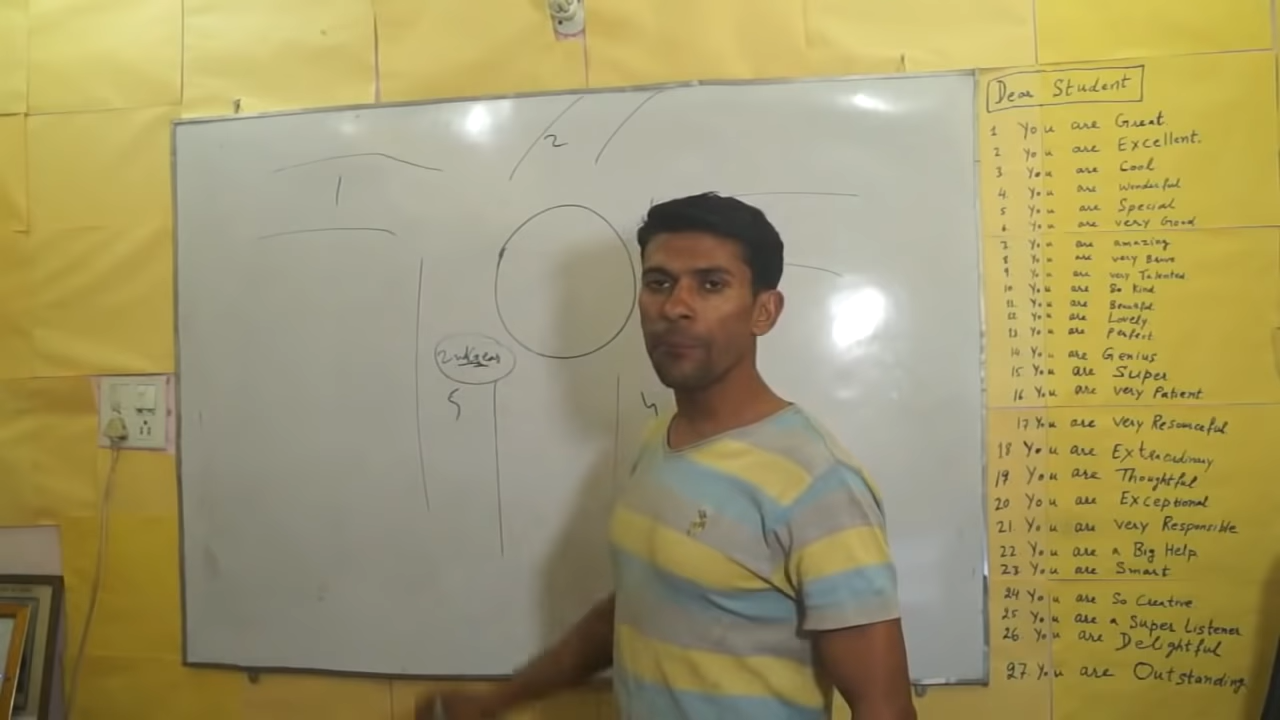 1
2
2nd Gear
5
4
Dear Student
1 You are Great
2 You are Excellent.
3. You are Cool
4. You are Wonderful
5 You are Special
6 You are very Good
7 You are amazing
8 You are very Brave
9 You are very Talented
10 You are So Kind
11 You are Beautiful
12 You are Lovely
13 You are Perfect
14 You are Genius
15 You are Super
16 You are very Patient
17 You are very Resourceful
18 You are Extraordinary
19 You are Thoughtful
20 You are Exceptional
21. You are very Responsible
22. You are a Big Help
23. You are Smart
24 You are So Creative
25 You are a Super Listener
26. You are Delightful
27. You are Outstanding